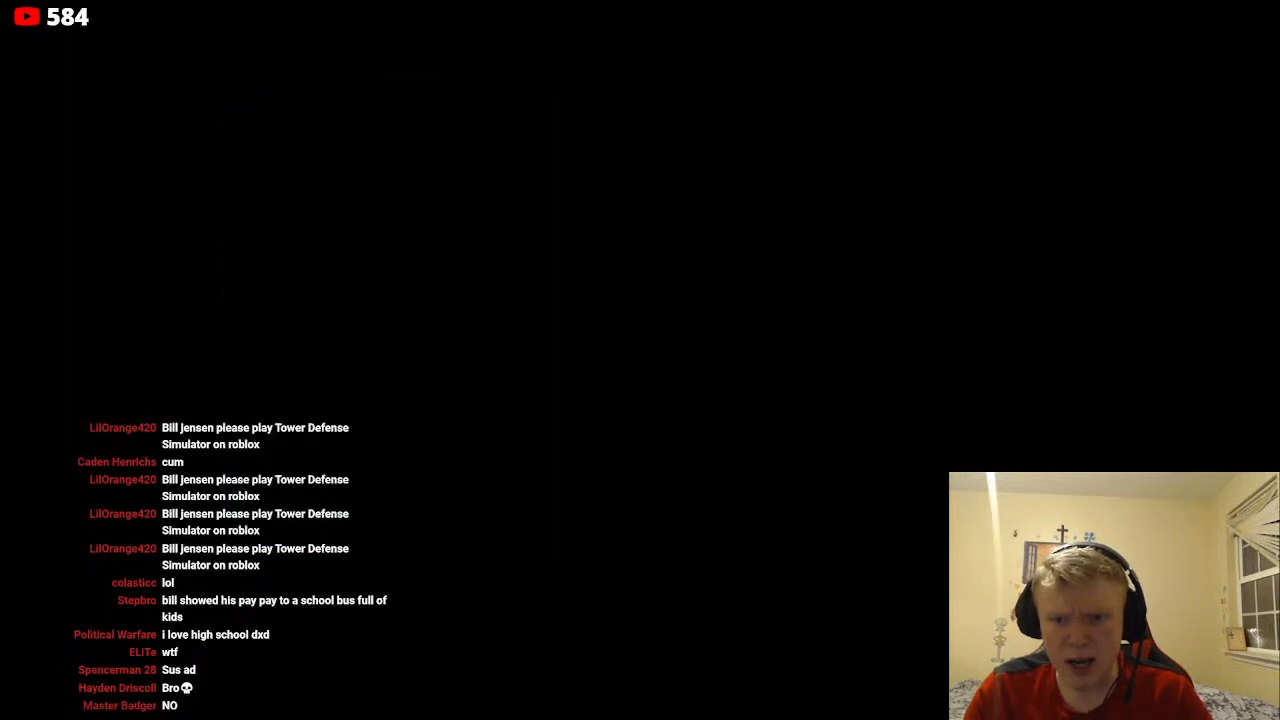 584
LilOrange420 Bill Jensen please play Tower Defense
Simulator on roblox
Caden Henrichs cum
LilOrange420 Bill Jensen please play Tower Defense
Simulator on roblox
LilOrange420 Bill Jensen please play Tower Defense
Simulator on roblox
LilOrange420 Bill Jensen please play Tower Defense
Simulator on roblox
colasticc lol
Stepbro bill showed his pay pay to a school bus full of
kids
Political Warfare i love high school dxd
ELiTe wtf
Spencerman 28 Sus ad
Hayden Driscoll Bro💀
Master Badger NO